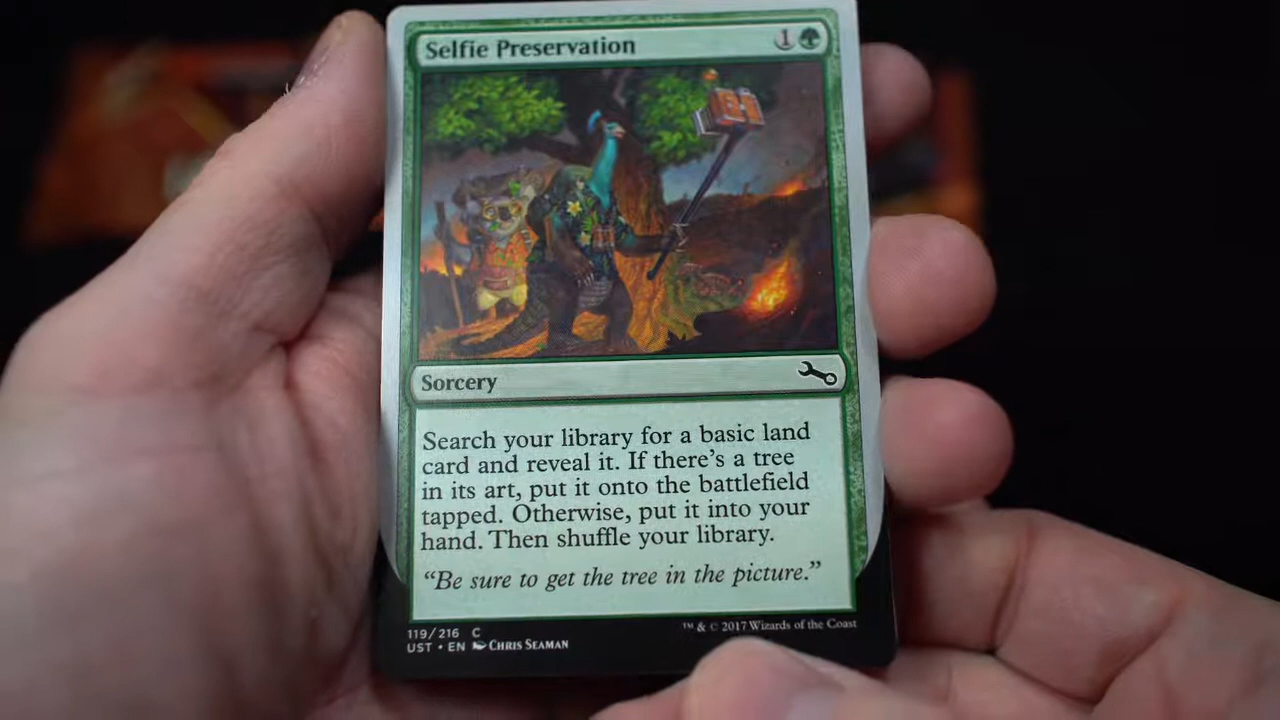 Selfie Preservation 1
Sorcery
Search your library for a basic land
card and reveal it. If there's a tree
in its art, put it onto the battlefield
tapped. Otherwise, put it into your
hand. Then shuffle your library.
“Be sure to get the tree in the picture.”
119/216 C
™ & © 2017 Wizards of the Coast
UST • EN CHRIS SEAMAN